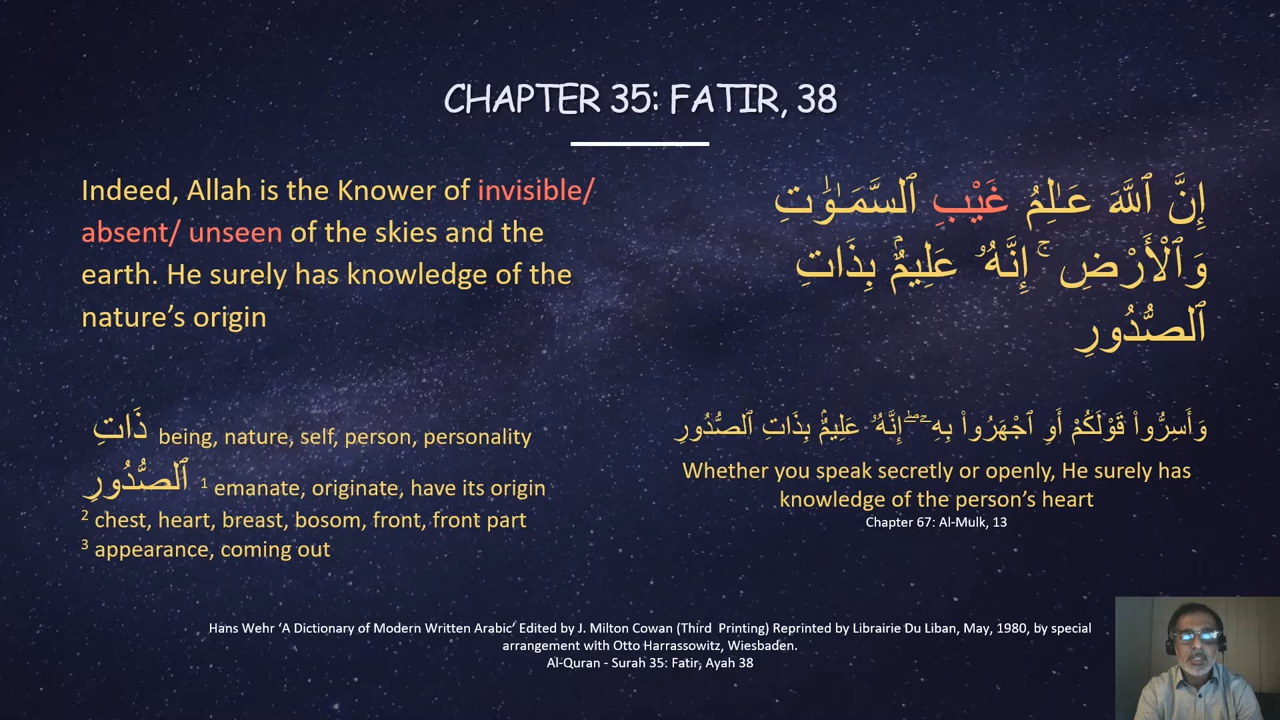 CHAPTER 35: FATIR, 38
Indeed, Allah is the Knower of invisible/
absent/ unseen of the skies and the
earth. He surely has knowledge of the
nature's origin
إِنَّ ٱللَّهَ عَـٰلِمُ غَيْبِ ٱلسَّمَـٰوَٰتِ
وَٱلْأَرْضِ ۚ إِنَّهُۥ عَلِيمٌۢ بِذَاتِ
ٱلصُّدُورِ
ذَاتِ being, nature, self, person, personality
ٱلصُّدُورِ ¹ emanate, originate, have its origin
² chest, heart, breast, bosom, front, front part
³ appearance, coming out
وَأَسِرُّوا۟ قَوْلَكُمْ أَوِ ٱجْهَرُوا۟ بِهِۦٓ ۖ إِنَّهُۥ عَلِيمٌۢ بِذَاتِ ٱلصُّدُورِ
Whether you speak secretly or openly, He surely has
knowledge of the person's heart
Chapter 67: Al-Mulk, 13
Hans Wehr ‘A Dictionary of Modern Written Arabic’ Edited by J. Milton Cowan (Third Printing) Reprinted by Librairie Du Liban, May, 1980, by special
arrangement with Otto Harrassowitz, Wiesbaden.
Al-Quran - Surah 35: Fatir, Ayah 38